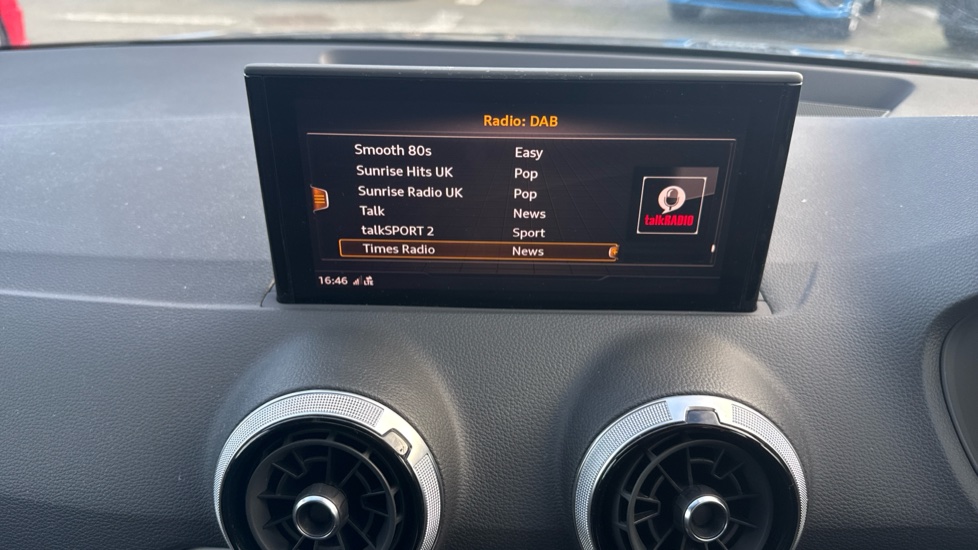 Radio: DAB
Smooth 80s Easy
Sunrise Hits UK Pop
Sunrise Radio UK Pop
Talk News
talkSPORT 2 Sport
Times Radio News
talkRADIO
16:46 LTE